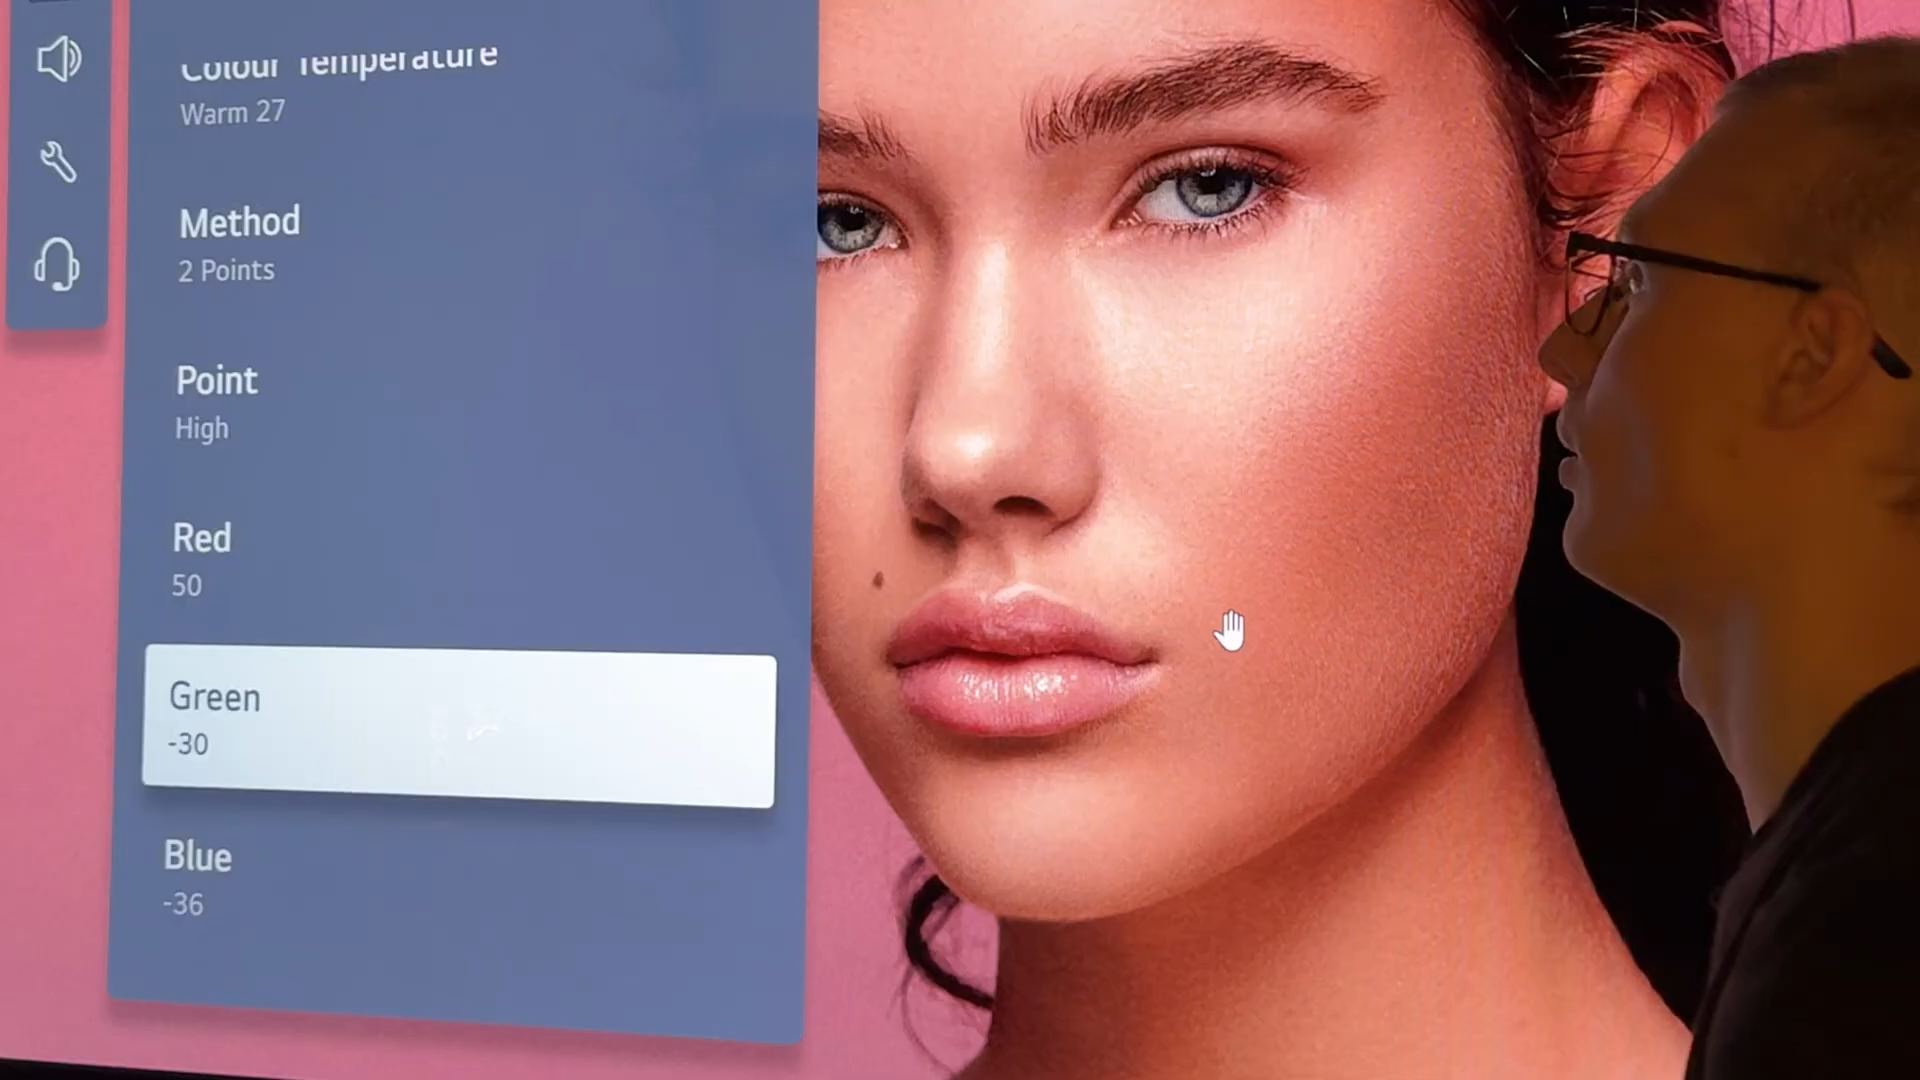 Colour Temperature
Warm 27
Method
2 Points
Point
High
Red
50
Green
-30
Blue
-36